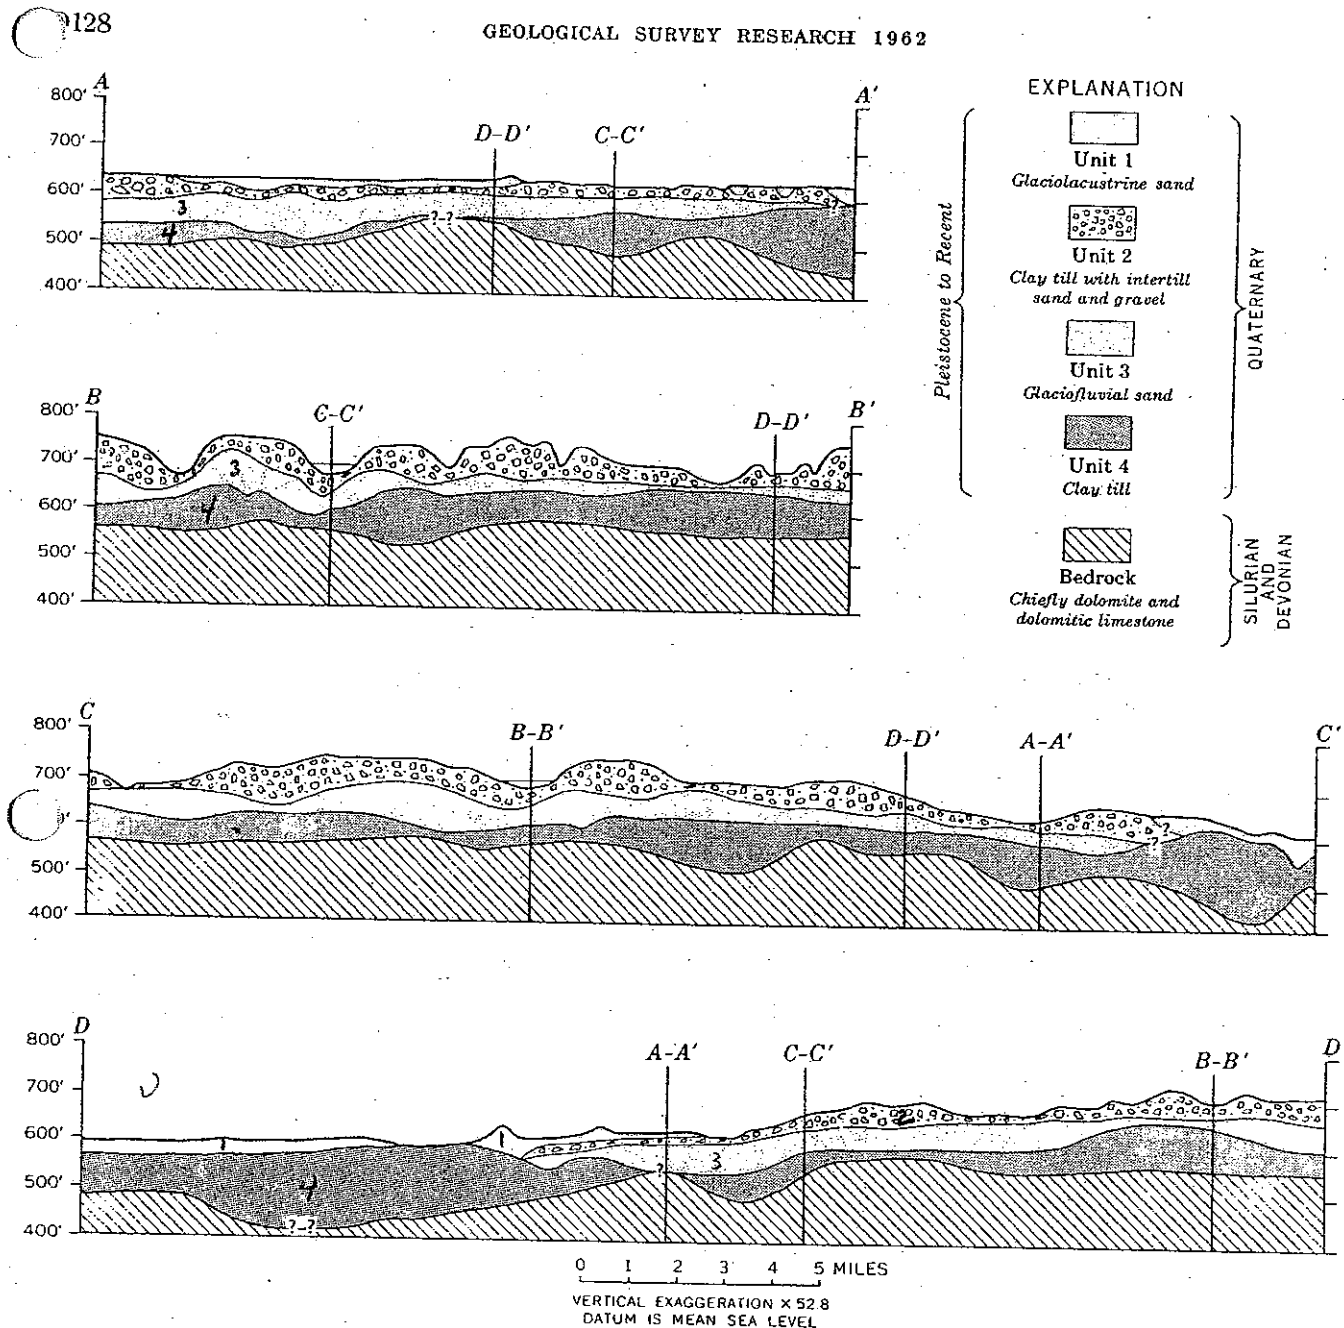 128
GEOLOGICAL SURVEY RESEARCH 1962
A
A'
800'
700'
600'
500'
400'
D-D'
C-C'
3
4
?-?
?
B
B'
800'
700'
600'
500'
400'
C-C'
D-D'
3
4
C
C'
800'
700'
500'
400'
B-B'
D-D'
A-A'
?
?
D
D
800'
700'
600'
500'
400'
A-A'
C-C'
B-B'
1
1
2
3
4
?
?-?
EXPLANATION
Unit 1
Glaciolacustrine sand
Unit 2
Clay till with intertill
sand and gravel
Unit 3
Glaciofluvial sand
Unit 4
Clay till
Bedrock
Chiefly dolomite and
dolomitic limestone
Pleistocene to Recent
QUATERNARY
SILURIAN
AND
DEVONIAN
0 1 2 3 4 5 MILES
VERTICAL EXAGGERATION X 52.8
DATUM IS MEAN SEA LEVEL